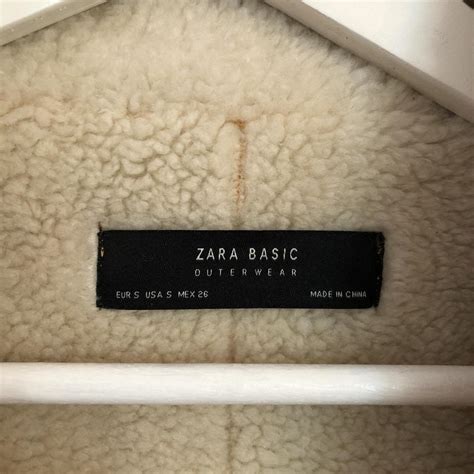 ZARA BASIC
OUTERWEAR
EUR S USA S MEX 26 MADE IN CHINA